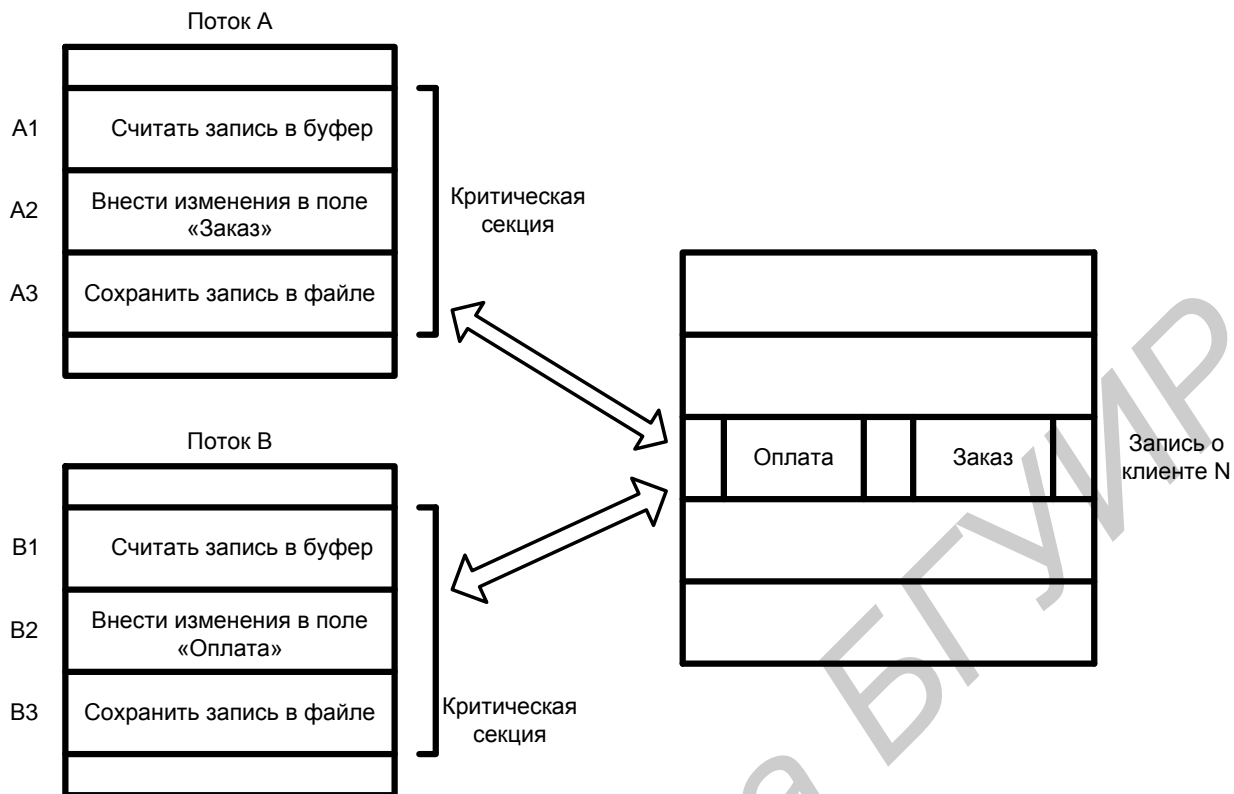 Поток А
А1
Считать запись в буфер
А2
Внести изменения в поле
«Заказ»
А3
Сохранить запись в файле
Критическая
секция
Поток В
В1
Считать запись в буфер
В2
Внести изменения в поле
«Оплата»
В3
Сохранить запись в файле
Критическая
секция
Оплата
Заказ
Запись о
клиенте N
БГУИР